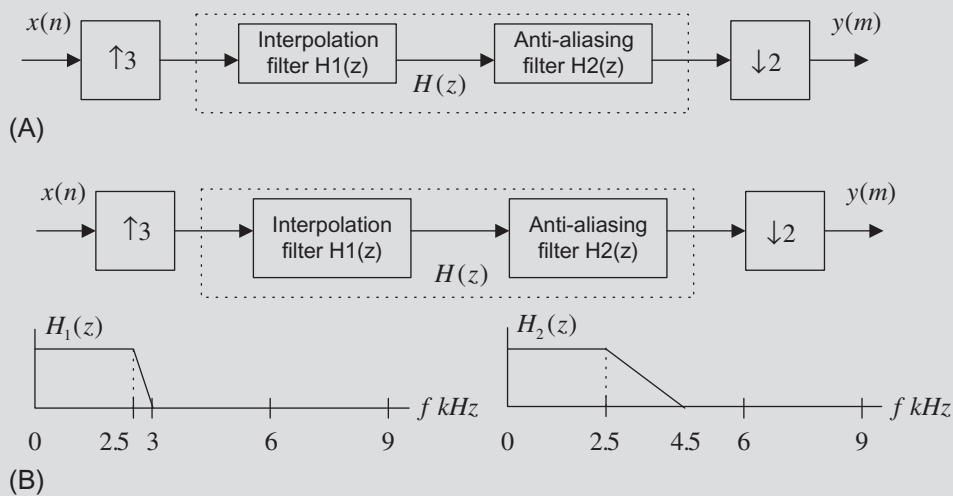 x(n)
↑3
Interpolation
filter H1(z)
Anti-aliasing
filter H2(z)
H(z)
↓2
y(m)
(A)
x(n)
↑3
Interpolation
filter H1(z)
Anti-aliasing
filter H2(z)
H(z)
↓2
y(m)
H₁(z)
f kHz
0 2.5 3 6 9
H₂(z)
f kHz
0 2.5 4.5 6 9
(B)